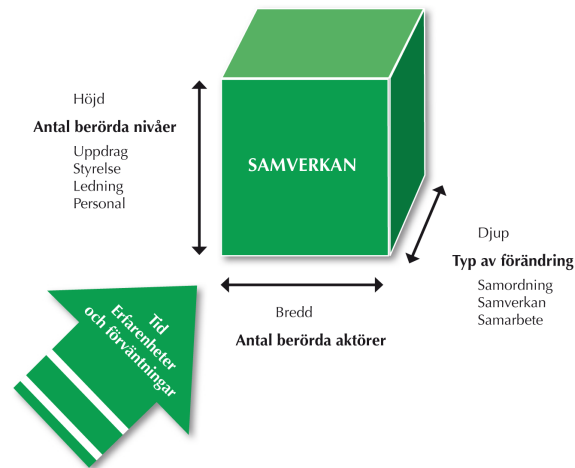 Höjd
Antal berörda nivåer
Uppdrag
Styrelse
Ledning
Personal
SAMVERKAN
Djup
Typ av förändring
Samordning
Samverkan
Samarbete
Bredd
Antal berörda aktörer
Tid
Erfarenheter
och förväntningar